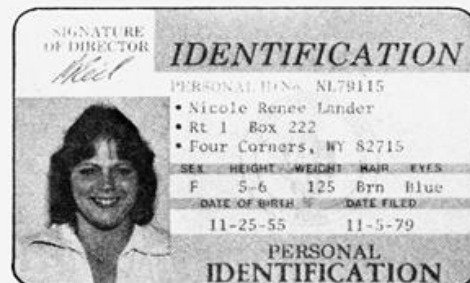 SIGNATURE
OF DIRECTOR
IDENTIFICATION
PERSONAL ID No. NL79115
• Nicole Renee Lander
• Rt 1 Box 222
• Four Corners, WY 82715
SEX HEIGHT WEIGHT HAIR EYES
F 5-6 125 Brn Blue
DATE OF BIRTH DATE FILED
11-25-55 11-5-79
PERSONAL
IDENTIFICATION